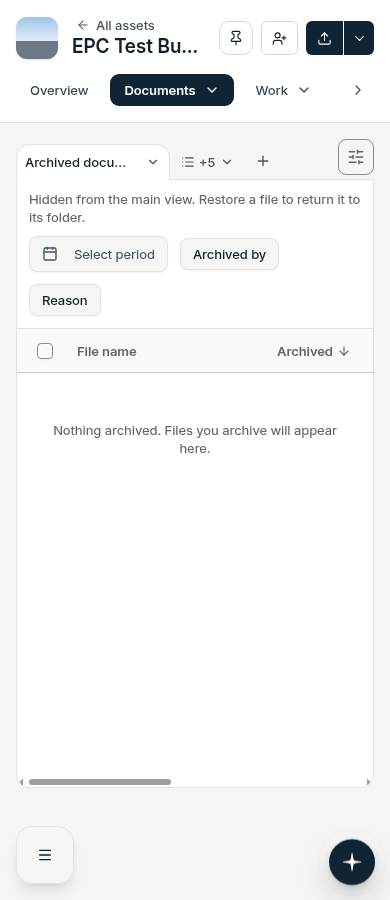 All assets
EPC Test Bu...
Overview
Documents
Work
Archived docu...
+5
Hidden from the main view. Restore a file to return it to
its folder.
Select period
Archived by
Reason
File name
Archived
Nothing archived. Files you archive will appear
here.